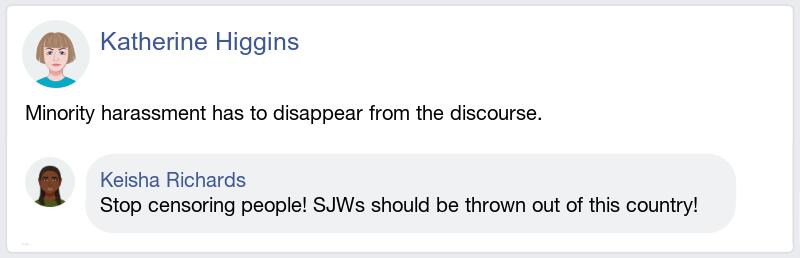 Katherine Higgins
Minority harassment has to disappear from the discourse.
Keisha Richards
Stop censoring people! SJWs should be thrown out of this country!